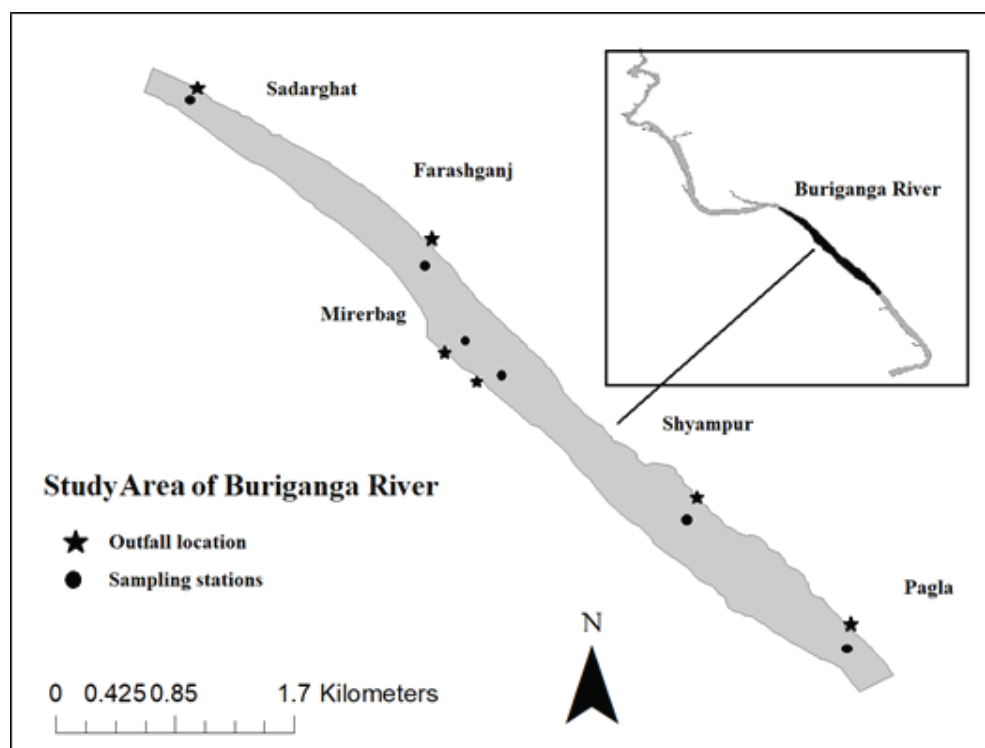 Sadarghat
Farashganj
Buriganga River
Mirerbag
Shyampur
Study Area of Buriganga River
Outfall location
Sampling stations
Pagla
N
0 0.425 0.85 1.7 Kilometers